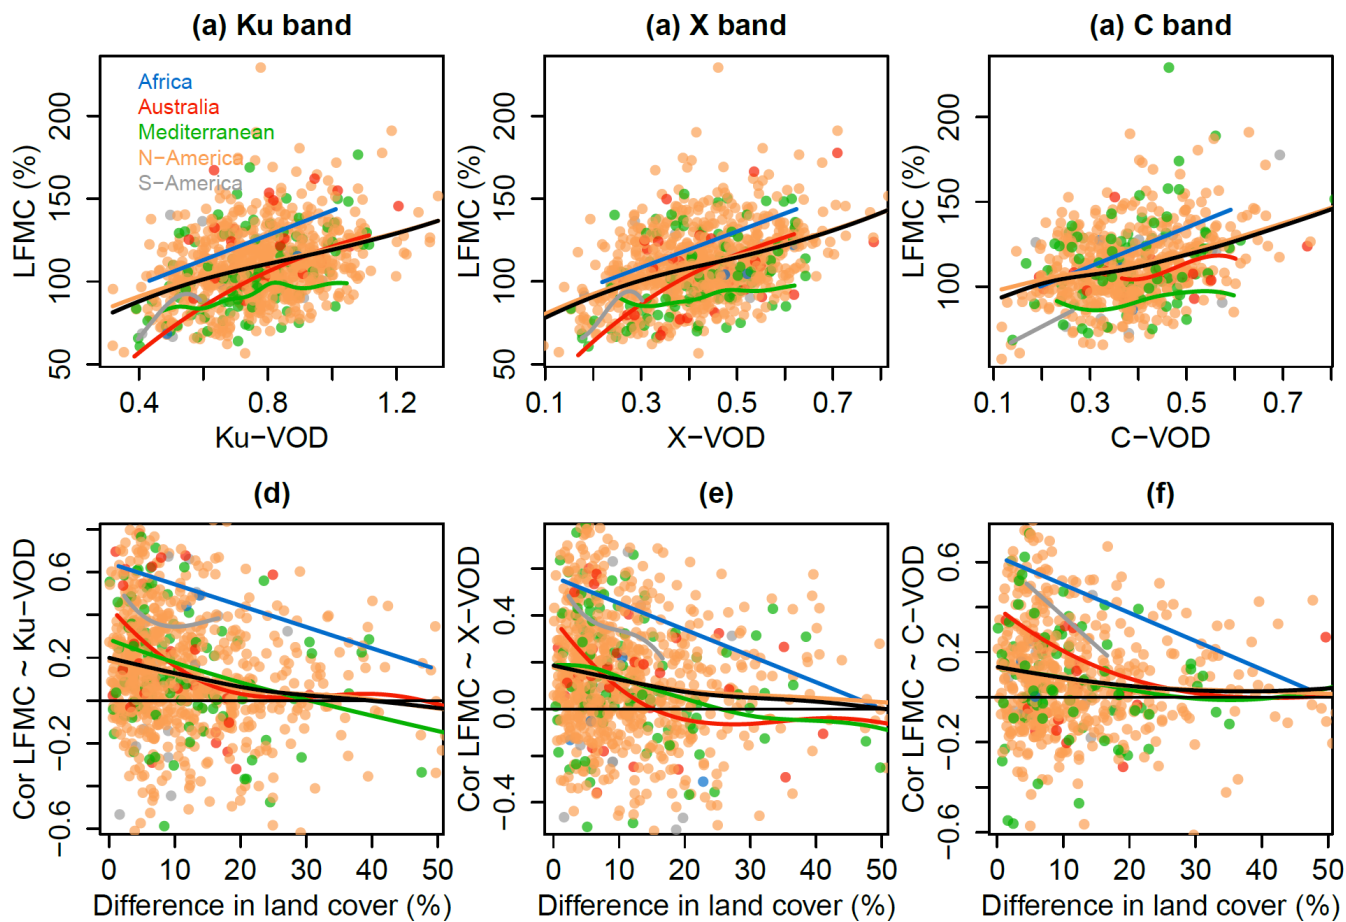 (a) Ku band
(a) X band
(a) C band
LFMC (%)
200
150
100
50
Africa
Australia
Mediterranean
N−America
S−America
0.4
0.8
1.2
Ku−VOD
LFMC (%)
200
150
100
50
0.1
0.3
0.5
0.7
X−VOD
LFMC (%)
200
150
100
0.1
0.3
0.5
0.7
C−VOD
(d)
(e)
(f)
Cor LFMC ~ Ku−VOD
0.6
0.2
−0.2
−0.6
0 10 20 30 40 50
Difference in land cover (%)
Cor LFMC ~ X−VOD
0.4
0.0
−0.4
0 10 20 30 40 50
Difference in land cover (%)
Cor LFMC ~ C−VOD
0.6
0.2
−0.2
−0.6
0 10 20 30 40 50
Difference in land cover (%)